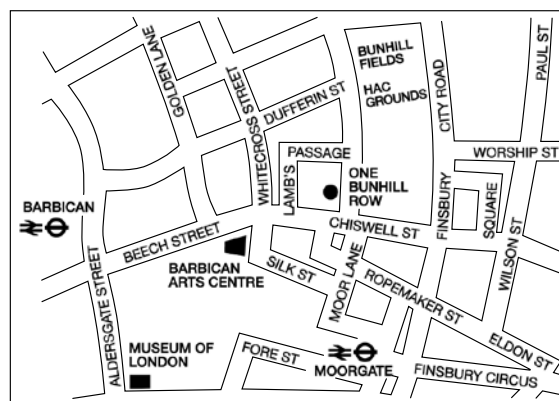 GOLDEN LANE
WHITECROSS STREET
DUFFERIN ST
BUNHILL
FIELDS
HAC
GROUNDS
CITY ROAD
PAUL ST
PASSAGE
LAMB'S
ONE
BUNHILL
ROW
WORSHIP ST
FINSBURY
SQUARE
BARBICAN
BEECH STREET
CHISWELL ST
WILSON ST
BARBICAN
ARTS CENTRE
SILK ST
MOOR LANE
ROPEMAKER ST
ALDERSGATE STREET
MUSEUM OF
LONDON
FORE ST
MOORGATE
ELDON ST
FINSBURY CIRCUS